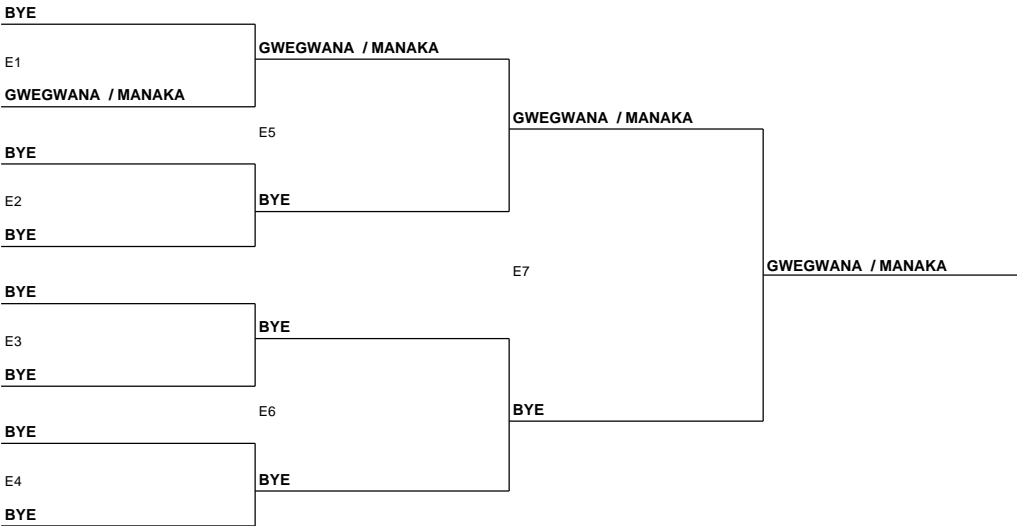 BYE
GWEGWANA / MANAKA
E1
GWEGWANA / MANAKA
GWEGWANA / MANAKA
E5
BYE
E2
BYE
BYE
GWEGWANA / MANAKA
E7
BYE
BYE
E3
BYE
E6
BYE
BYE
E4
BYE
BYE